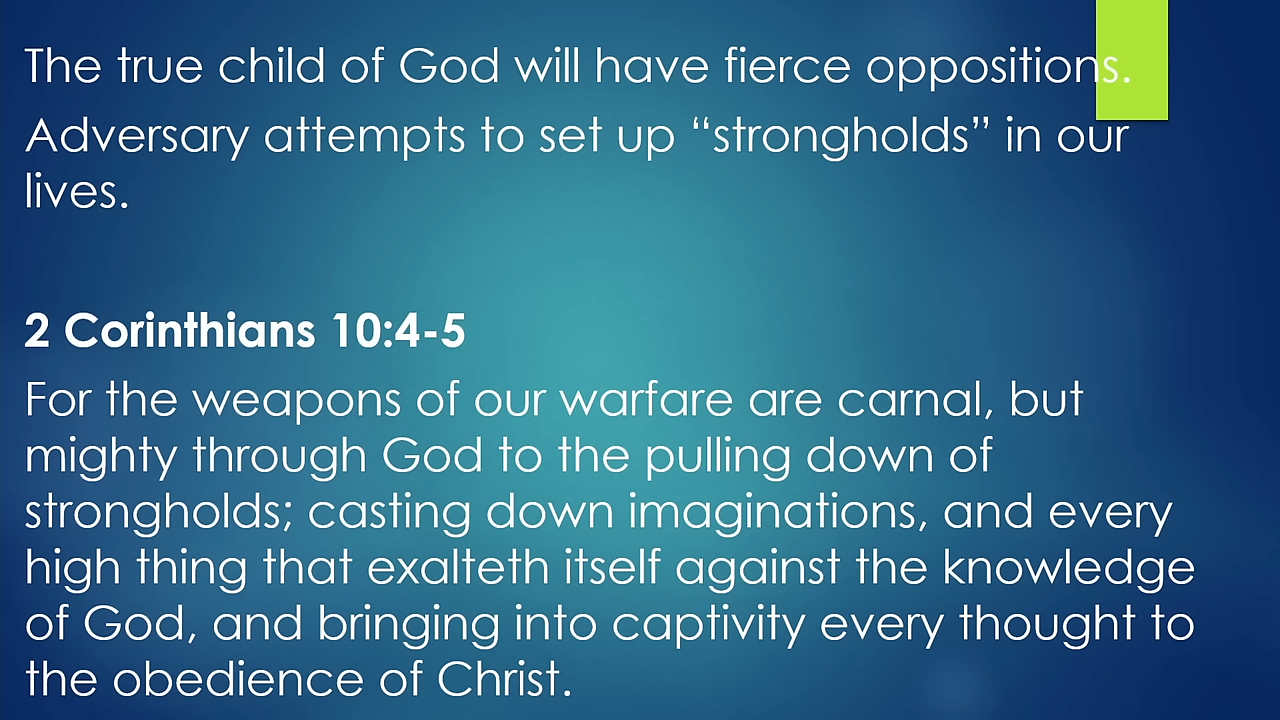 The true child of God will have fierce oppositions.
Adversary attempts to set up “strongholds” in our
lives.
2 Corinthians 10:4-5
For the weapons of our warfare are carnal, but
mighty through God to the pulling down of
strongholds; casting down imaginations, and every
high thing that exalteth itself against the knowledge
of God, and bringing into captivity every thought to
the obedience of Christ.